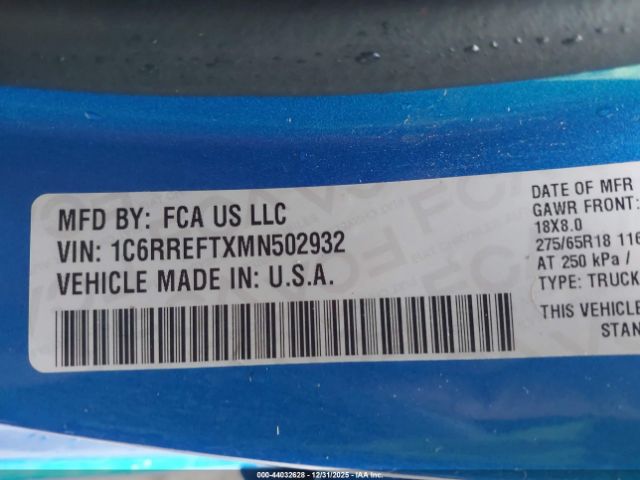 MFD BY: FCA US LLC
VIN: 1C6RREFTXMN502932
VEHICLE MADE IN: U.S.A.
DATE OF MFR
GAWR FRONT:
18X8.0
275/65R18 116
AT 250 kPa /
TYPE: TRUCK
THIS VEHICLE
STAN
000-44032628 - 12/31/2025 - IAA, Inc.